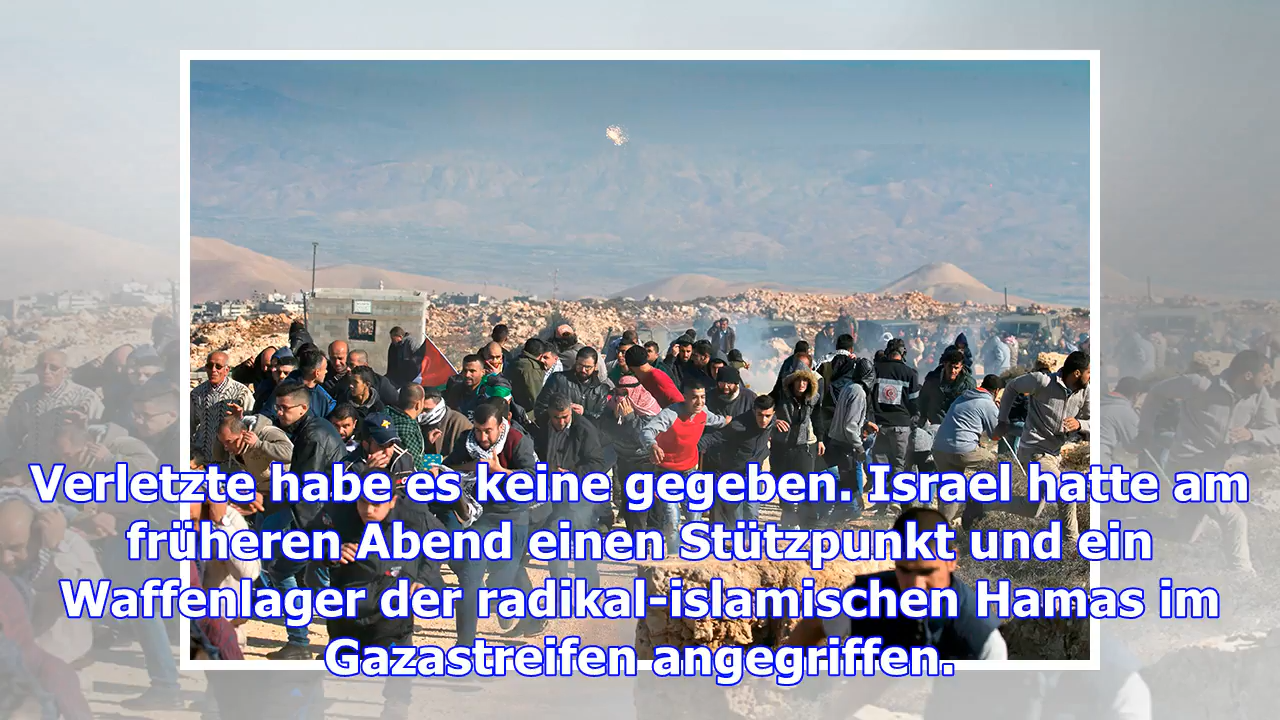 Verletzte habe es keine gegeben. Israel hatte am
früheren Abend einen Stützpunkt und ein
Waffenlager der radikal-islamischen Hamas im
Gazastreifen angegriffen.